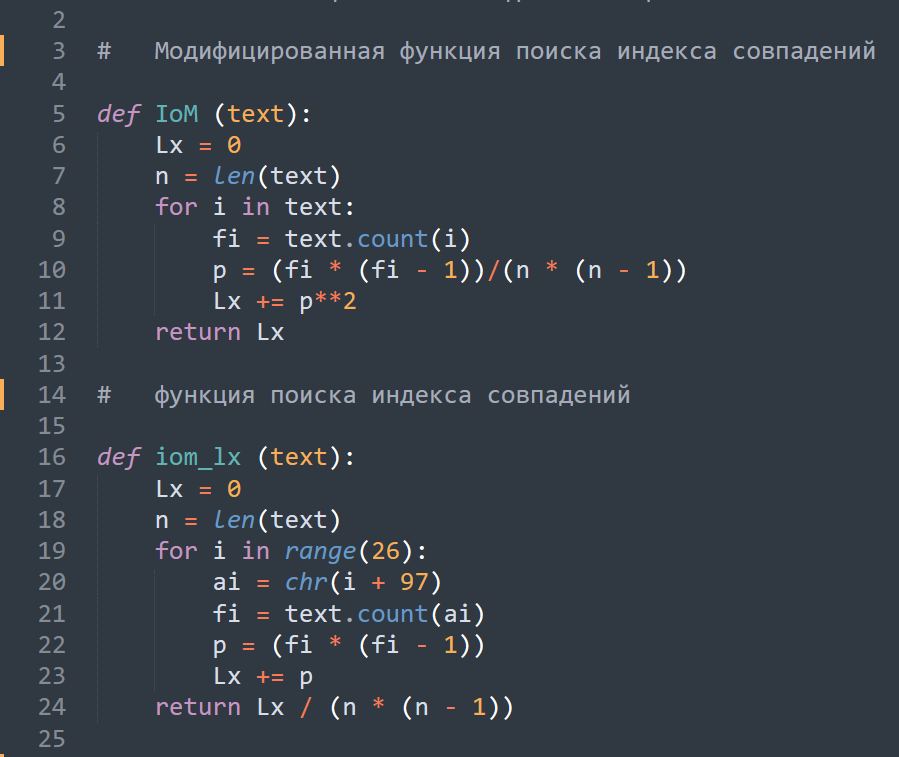 2
3 #   Модифицированная функция поиска индекса совпадений
4
5 def IoM (text):
6     Lx = 0
7     n = len(text)
8     for i in text:
9         fi = text.count(i)
10         p = (fi * (fi - 1))/(n * (n - 1))
11         Lx += p**2
12     return Lx
13
14 #   функция поиска индекса совпадений
15
16 def iom_lx (text):
17     Lx = 0
18     n = len(text)
19     for i in range(26):
20         ai = chr(i + 97)
21         fi = text.count(ai)
22         p = (fi * (fi - 1))
23         Lx += p
24     return Lx / (n * (n - 1))
25